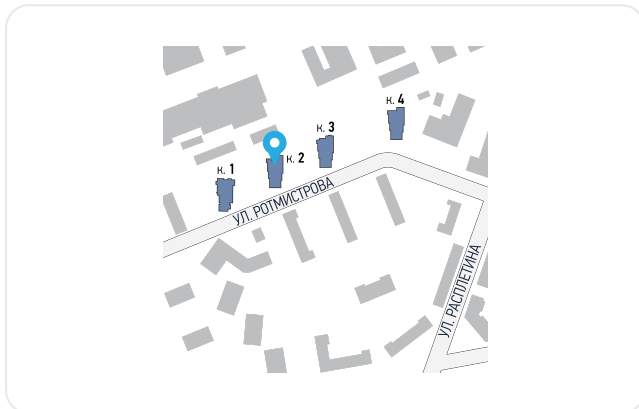 к. 4
к. 3
к. 2
к. 1
УЛ. РОТМИСТРОВА
УЛ. РАСПЛЕТИНА